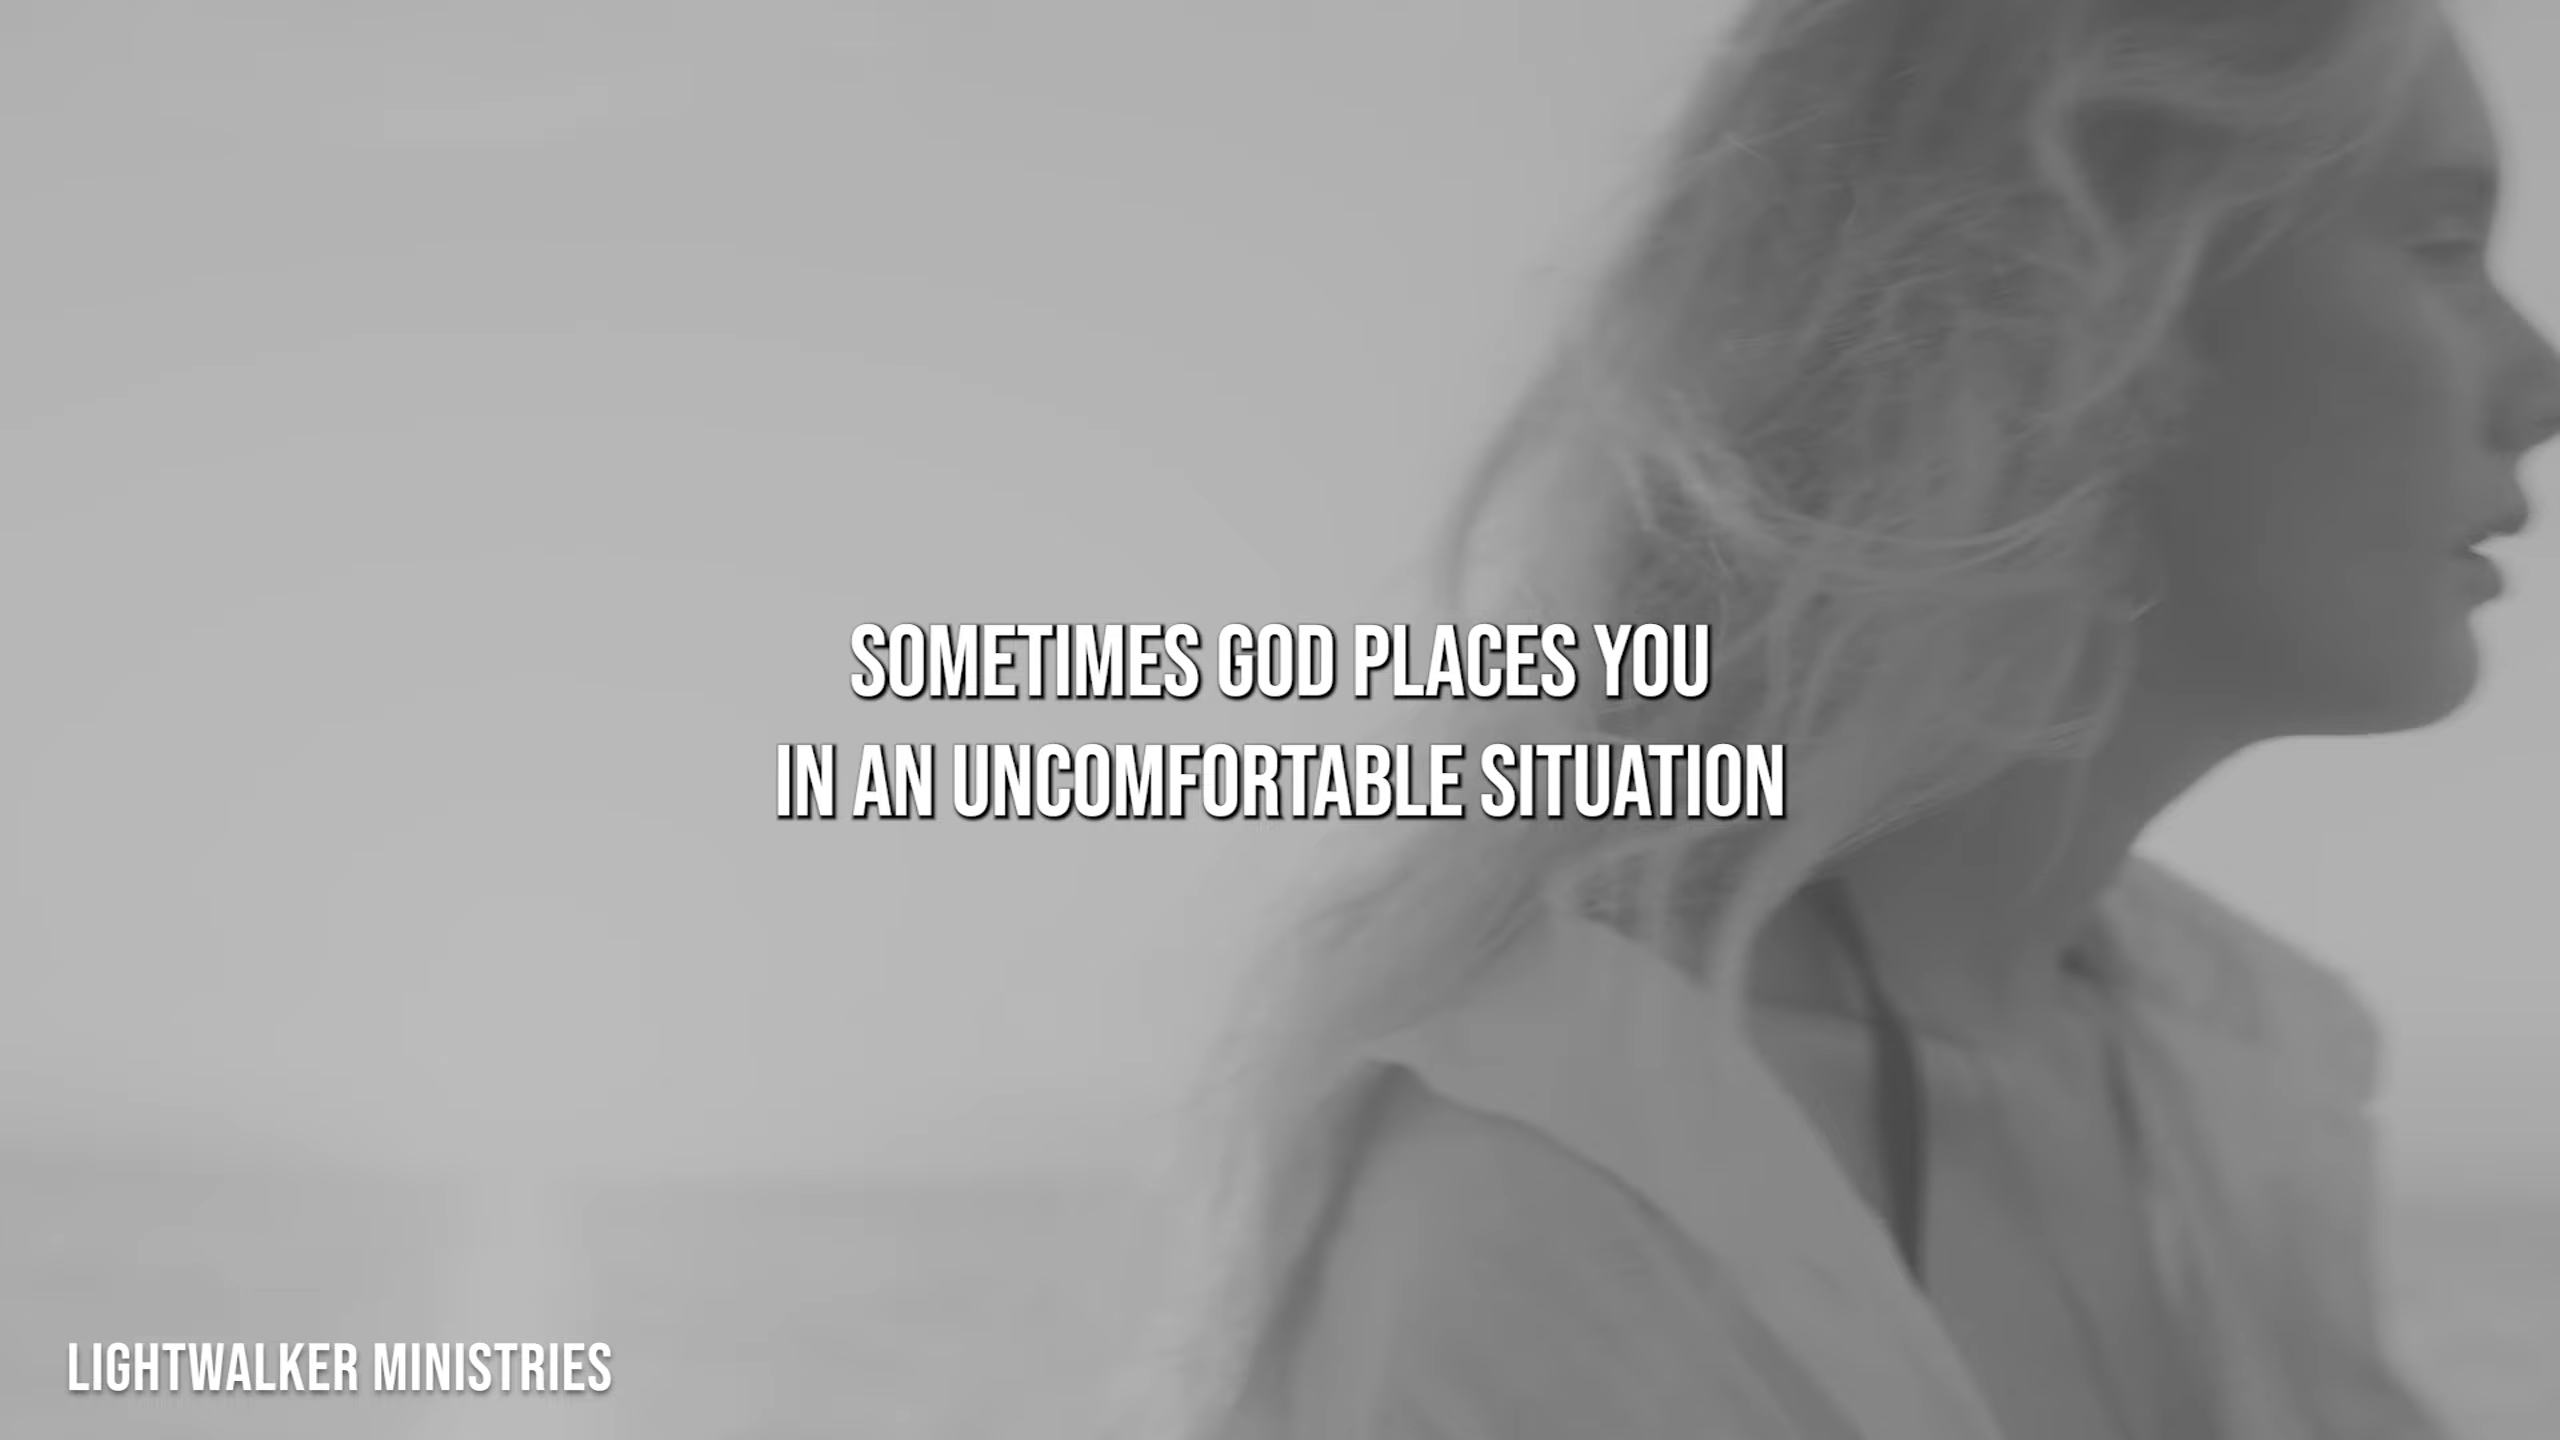 SOMETIMES GOD PLACES YOU
IN AN UNCOMFORTABLE SITUATION
LIGHTWALKER MINISTRIES